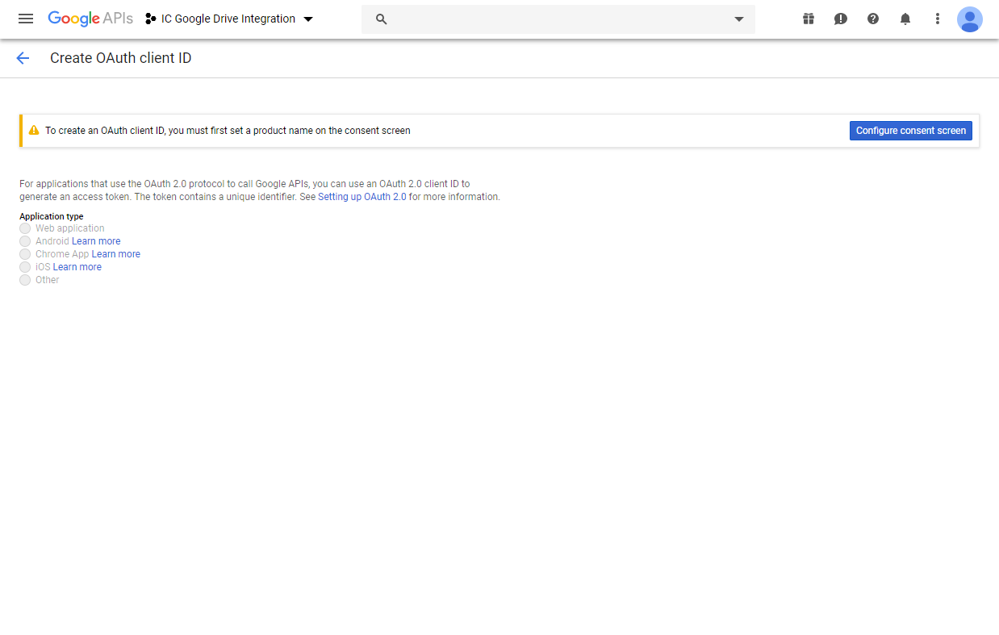 Google APIs IC Google Drive Integration
Create OAuth client ID
To create an OAuth client ID, you must first set a product name on the consent screen Configure consent screen
For applications that use the OAuth 2.0 protocol to call Google APIs, you can use an OAuth 2.0 client ID to
generate an access token. The token contains a unique identifier. See Setting up OAuth 2.0 for more information.
Application type
Web application
Android Learn more
Chrome App Learn more
iOS Learn more
Other